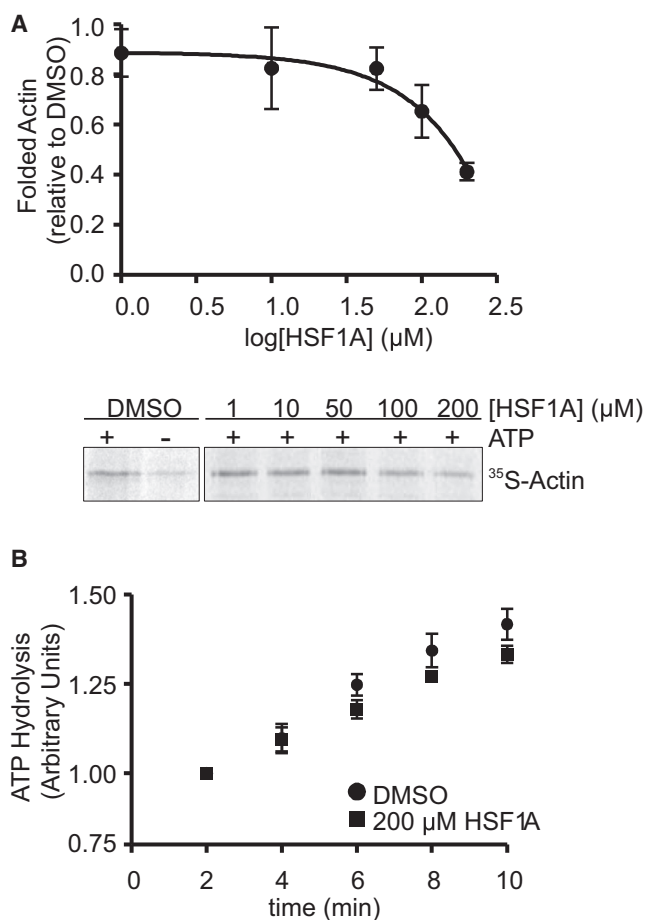 A
1.0
0.8
0.6
0.4
0.2
0.0
Folded Actin
(relative to DMSO)
0.0 0.5 1.0 1.5 2.0 2.5
log[HSF1A] (µM)
DMSO 1 10 50 100 200 [HSF1A] (µM)
+ - + + + + + ATP
35S-Actin
B
1.50
1.25
1.00
0.75
ATP Hydrolysis
(Arbitrary Units)
DMSO
200 µM HSF1A
0 2 4 6 8 10
time (min)